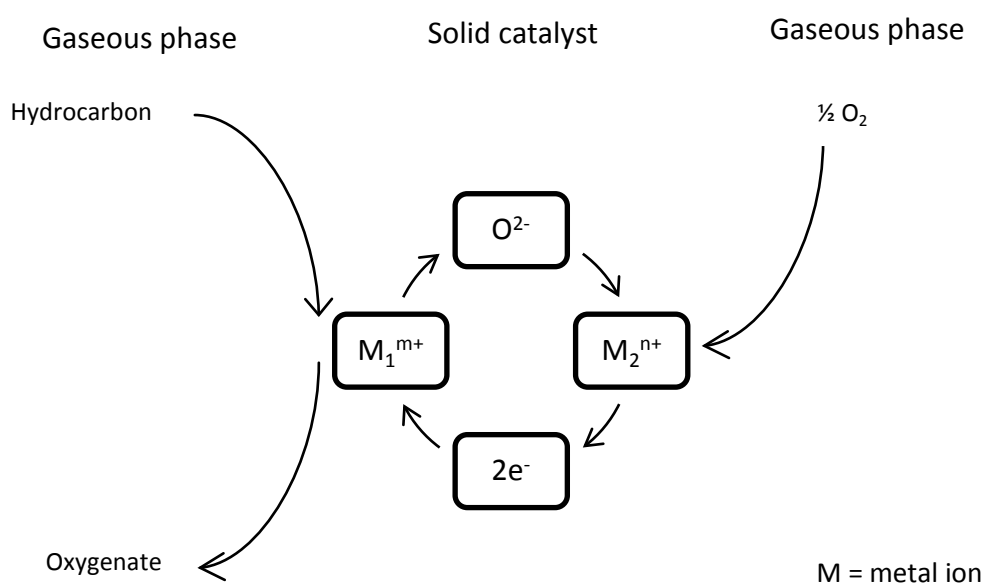 Gaseous phase
Solid catalyst
Gaseous phase
Hydrocarbon
½ O₂
O²⁻
M₁ᵐ⁺
M₂ⁿ⁺
2e⁻
Oxygenate
M = metal ion